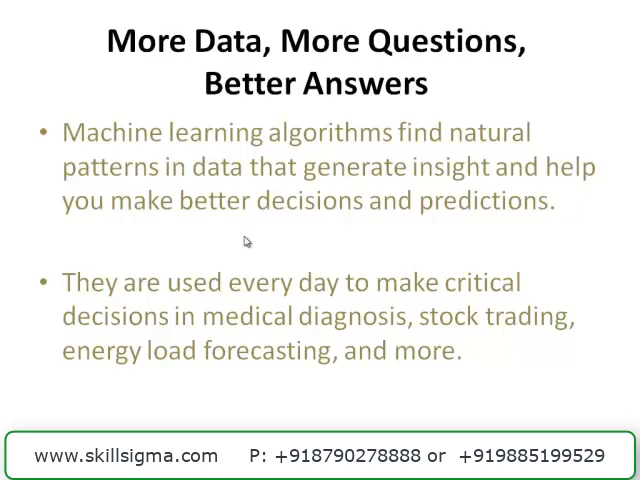 More Data, More Questions,
Better Answers
• Machine learning algorithms find natural
patterns in data that generate insight and help
you make better decisions and predictions.
• They are used every day to make critical
decisions in medical diagnosis, stock trading,
energy load forecasting, and more.
www.skillsigma.com P: +918790278888 or +919885199529